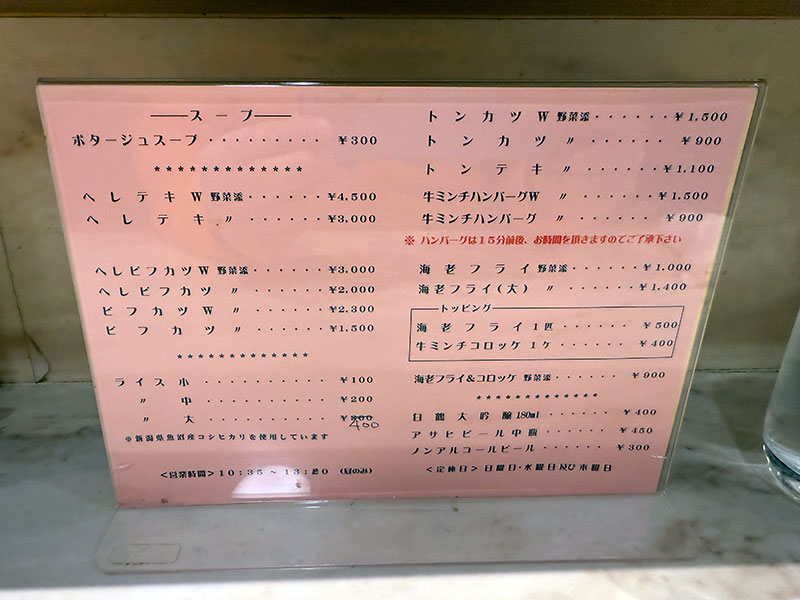 ――スープ――
ポタージュスープ ・・・・・・・・・ ¥300
*************
ヘレテキW 野菜添・・・・・・¥4,500
ヘレテキ 〃 ・・・・・・・¥3,000
ヘレビフカツW 野菜添・・・・・・¥3,000
ヘレビフカツ 〃 ・・・・・・・¥2,000
ビフカツW 〃 ・・・・・・・¥2,300
ビフカツ 〃 ・・・・・・・¥1,500
*************
ライス小 ・・・・・・・・・・ ¥100
〃 中 ・・・・・・・・・・ ¥200
〃 大 ・・・・・・・・・・
400
※新潟県魚沼産コシヒカリを使用しています
<営業時間>10:35~ (昼のみ)
トンカツW 野菜添・・・・・・¥1,500
トンカツ 〃 ・・・・・・¥900
トンテキ 〃 ・・・・・・¥1,100
牛ミンチハンバーグW 〃 ・・・・・・¥1,500
牛ミンチハンバーグ 〃 ・・・・・・¥900
※ ハンバーグは15分前後、お時間を頂きますのでご了承下さい
海老フライ 野菜添・・・・・・¥1,000
海老フライ(大) 〃 ・・・・・・¥1,400
トッピング
海老フライ1匹 ・・・・・・ ¥500
牛ミンチコロッケ1ケ ・・・・・・ ¥400
海老フライ&コロッケ 野菜添・・・・・・¥900
*************
白鶴大吟醸180ml ・・・・・・ ¥400
アサヒビール中瓶 ・・・・・・ ¥450
ノンアルコールビール ・・・・・・ ¥300
<定休日>日曜日・水曜日及び木曜日